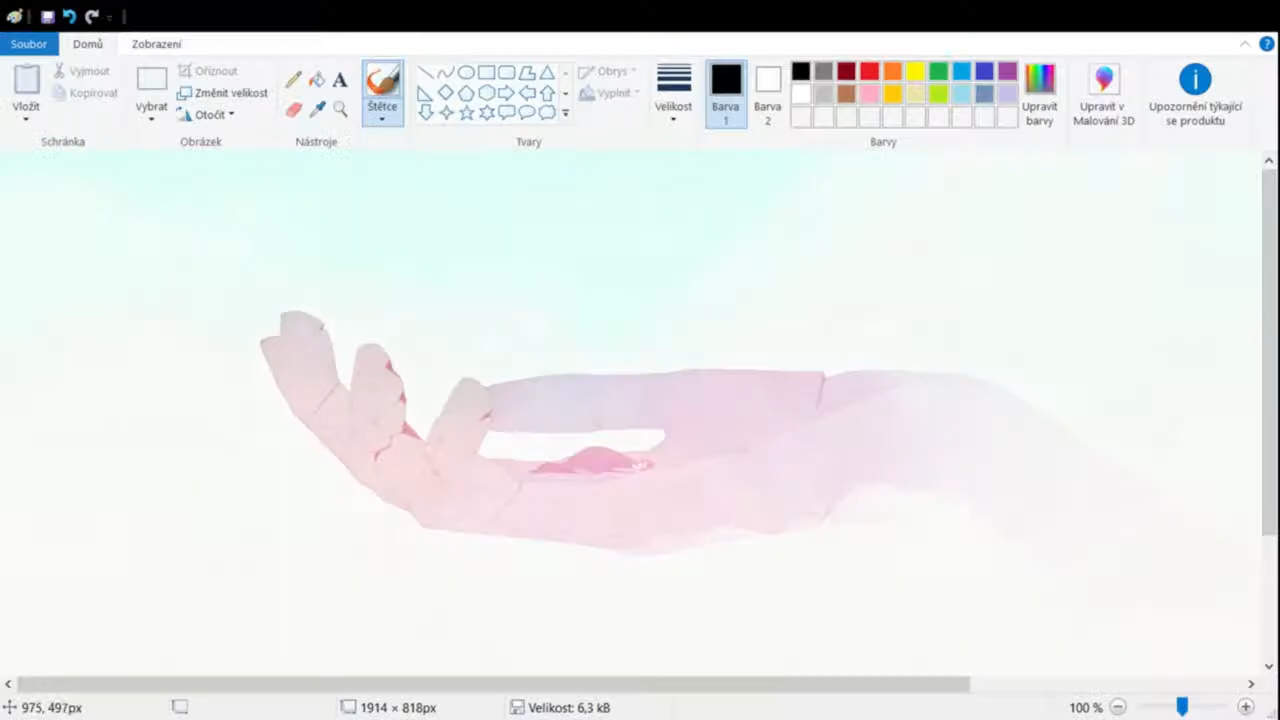 Soubor Domů Zobrazení
Vložit
Vyjmout
Kopírovat
Schránka
Vybrat
Oříznout
Změnit velikost
Otočit
Obrázek
A
Nástroje
Štětce
Obrys
Vyplnit
Tvary
Velikost
Barva
1
Barva
2
Upravit
barvy
Barvy
Upravit v
Malování 3D
Upozornění týkající
se produktu
975, 497px
1914 × 818px
Velikost: 6,3 kB
100 %